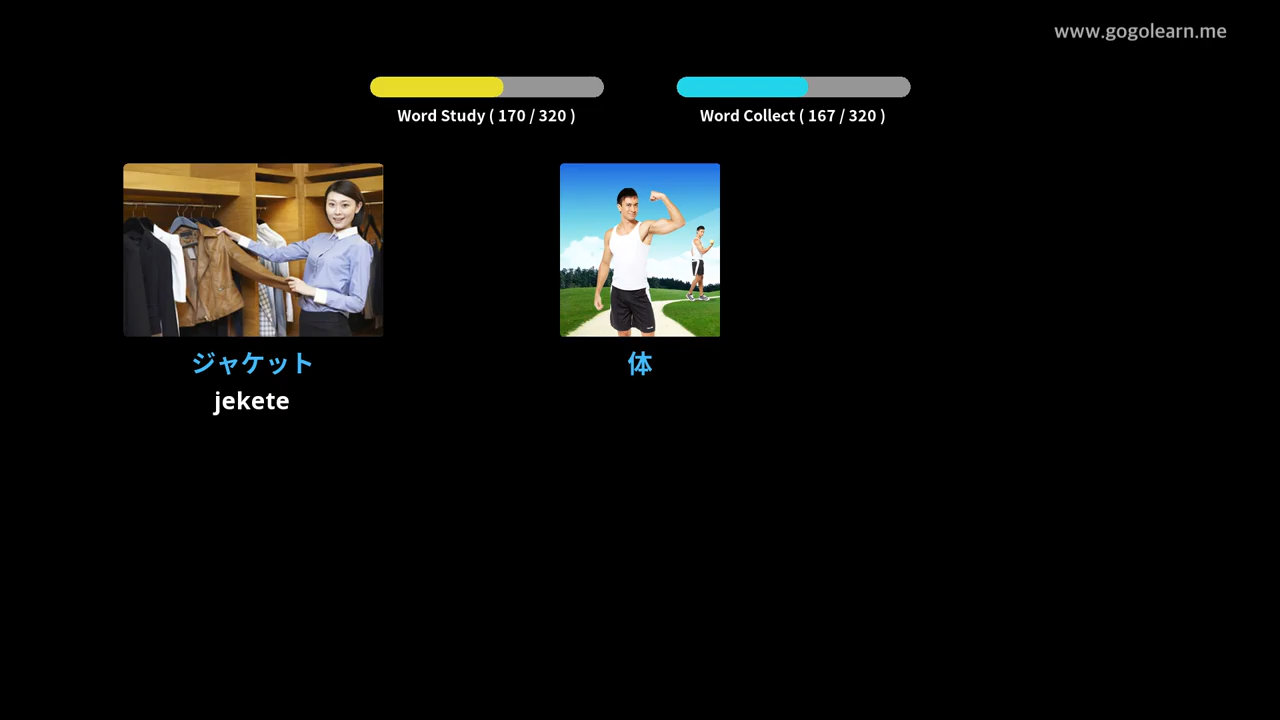 www.gogolearn.me
Word Study ( 170 / 320 )
Word Collect ( 167 / 320 )
ジャケット
体
jekete